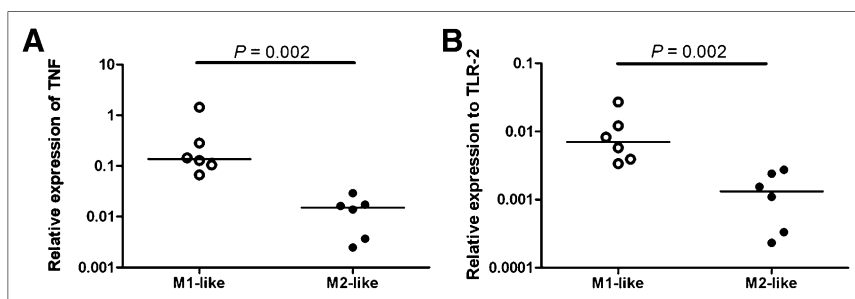 A
P = 0.002
Relative expression of TNF
10
1
0.1
0.01
0.001
M1-like M2-like
B
P = 0.002
Relative expression to TLR-2
0.1
0.01
0.001
0.0001
M1-like M2-like